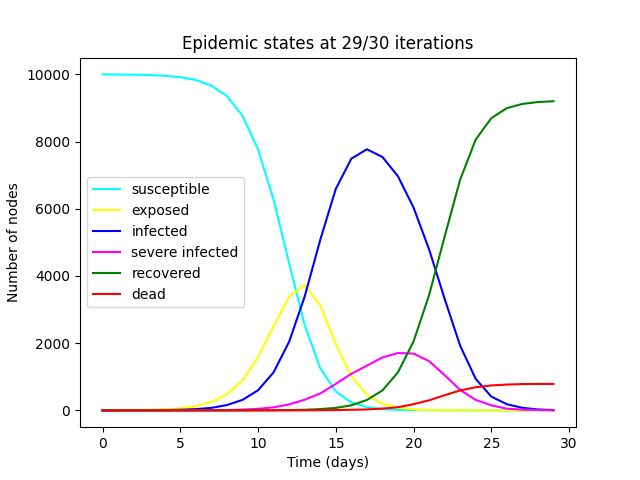 Epidemic states at 29/30 iterations
10000
8000
6000
4000
2000
0
Number of nodes
susceptible
exposed
infected
severe infected
recovered
dead
0 5 10 15 20 25 30
Time (days)